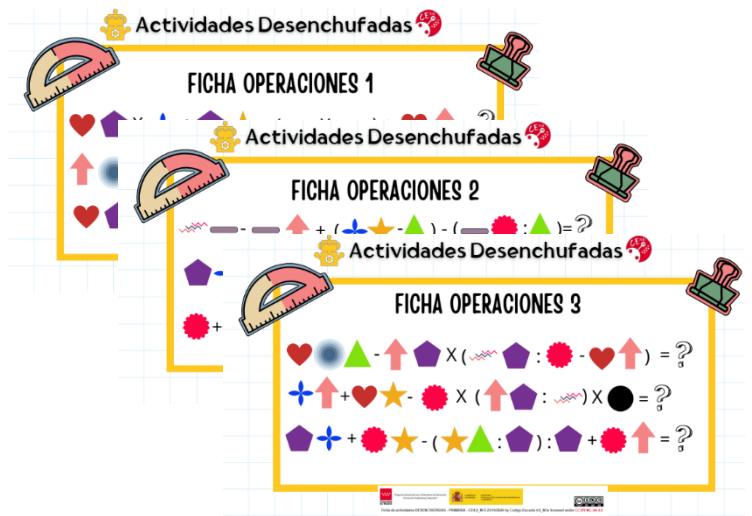 Actividades Desenchufadas
FICHA OPERACIONES 1
X ?
Actividades Desenchufadas
FICHA OPERACIONES 2
- + ( - ) - ( : ) = ?
+
Actividades Desenchufadas
FICHA OPERACIONES 3
- X ( : - ) = ?
+ - X ( : ) X = ?
+ - ( : ) : + = ?